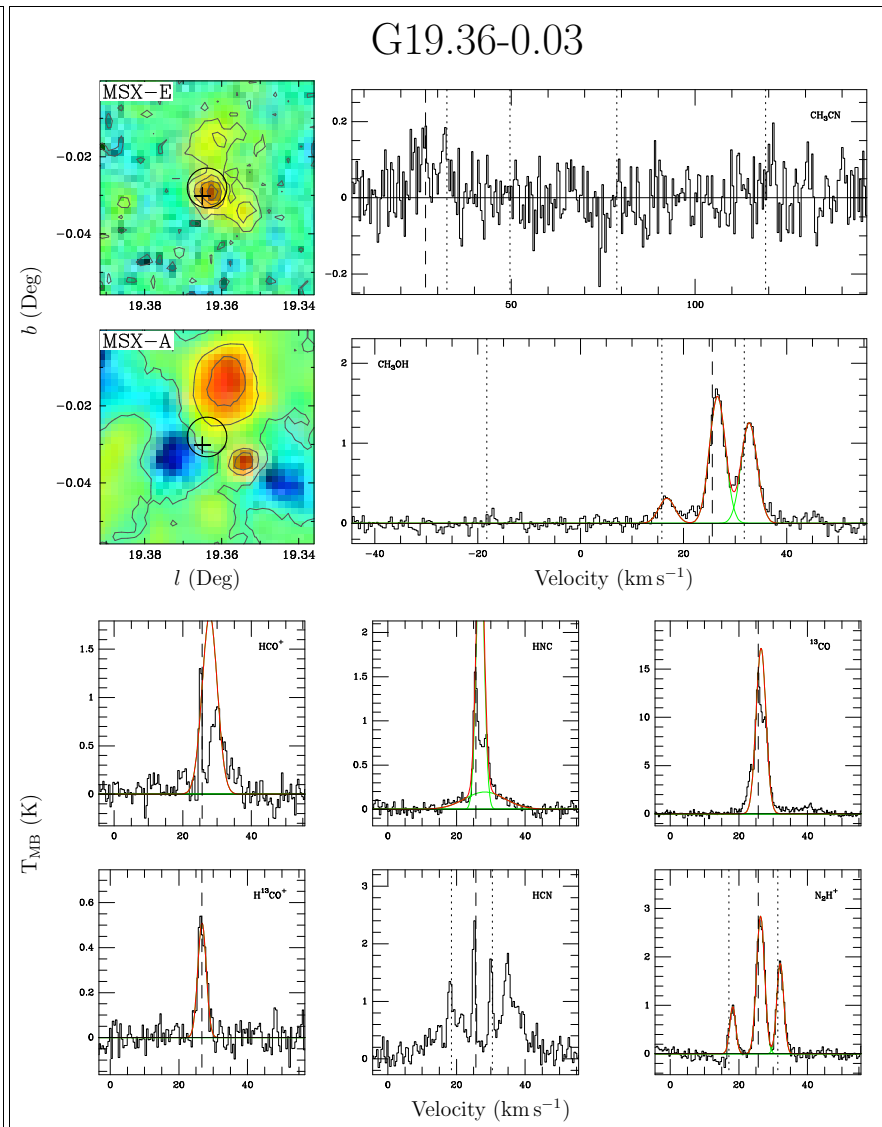 G19.36-0.03
MSX-E
−0.02
−0.04
19.38 19.36 19.34
CH₃CN
0.2
0
−0.2
50 100
b (Deg)
MSX-A
−0.02
−0.04
19.38 19.36 19.34
l (Deg)
CH₃OH
2
1
0
−40 −20 0 20 40
Velocity (km s⁻¹)
HCO⁺
1.5
1
0.5
0
0 20 40
HNC
2
1.5
1
0.5
0
0 20 40
¹³CO
15
10
5
0
0 20 40
T_MB (K)
H¹³CO⁺
0.6
0.4
0.2
0
0 20 40
HCN
3
2
1
0
0 20 40
N₂H⁺
3
2
1
0
0 20 40
Velocity (km s⁻¹)